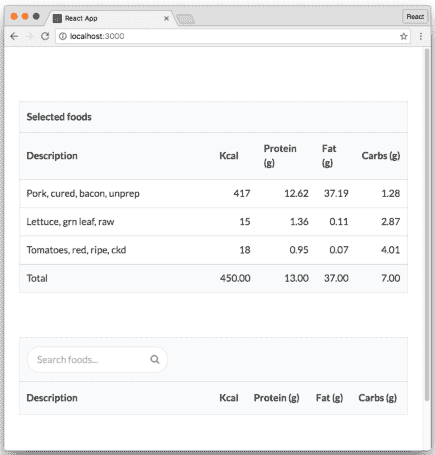 React App
React
localhost:3000
Selected foods
Description Kcal Protein (g) Fat (g) Carbs (g)
Pork, cured, bacon, unprep 417 12.62 37.19 1.28
Lettuce, grn leaf, raw 15 1.36 0.11 2.87
Tomatoes, red, ripe, ckd 18 0.95 0.07 4.01
Total 450.00 13.00 37.00 7.00
Search foods...
Description Kcal Protein (g) Fat (g) Carbs (g)